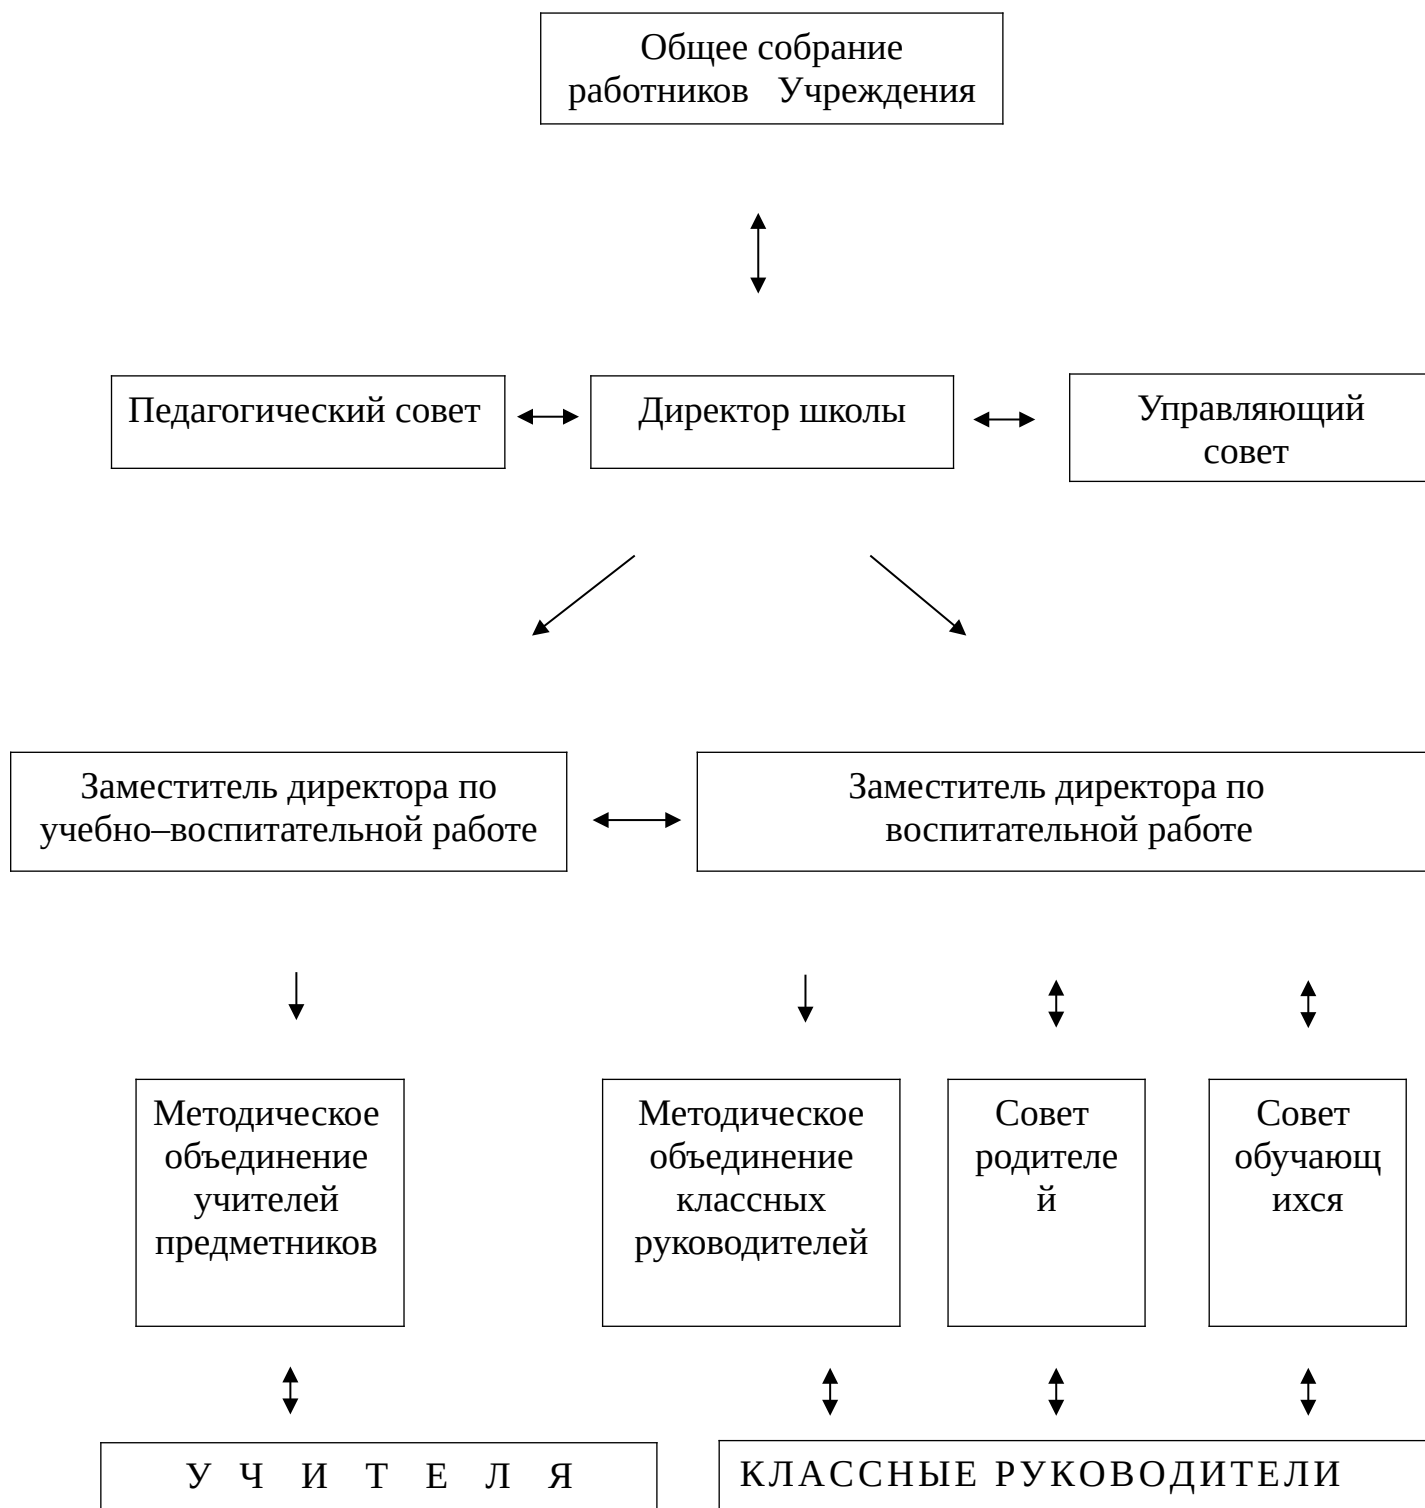 Общее собрание
работников Учреждения
Педагогический совет
Директор школы
Управляющий
совет
Заместитель директора по
учебно–воспитательной работе
Заместитель директора по
воспитательной работе
Методическое
объединение
учителей
предметников
Методическое
объединение
классных
руководителей
Совет
родителе
й
Совет
обучающ
ихся
У Ч И Т Е Л Я
КЛАССНЫЕ РУКОВОДИТЕЛИ